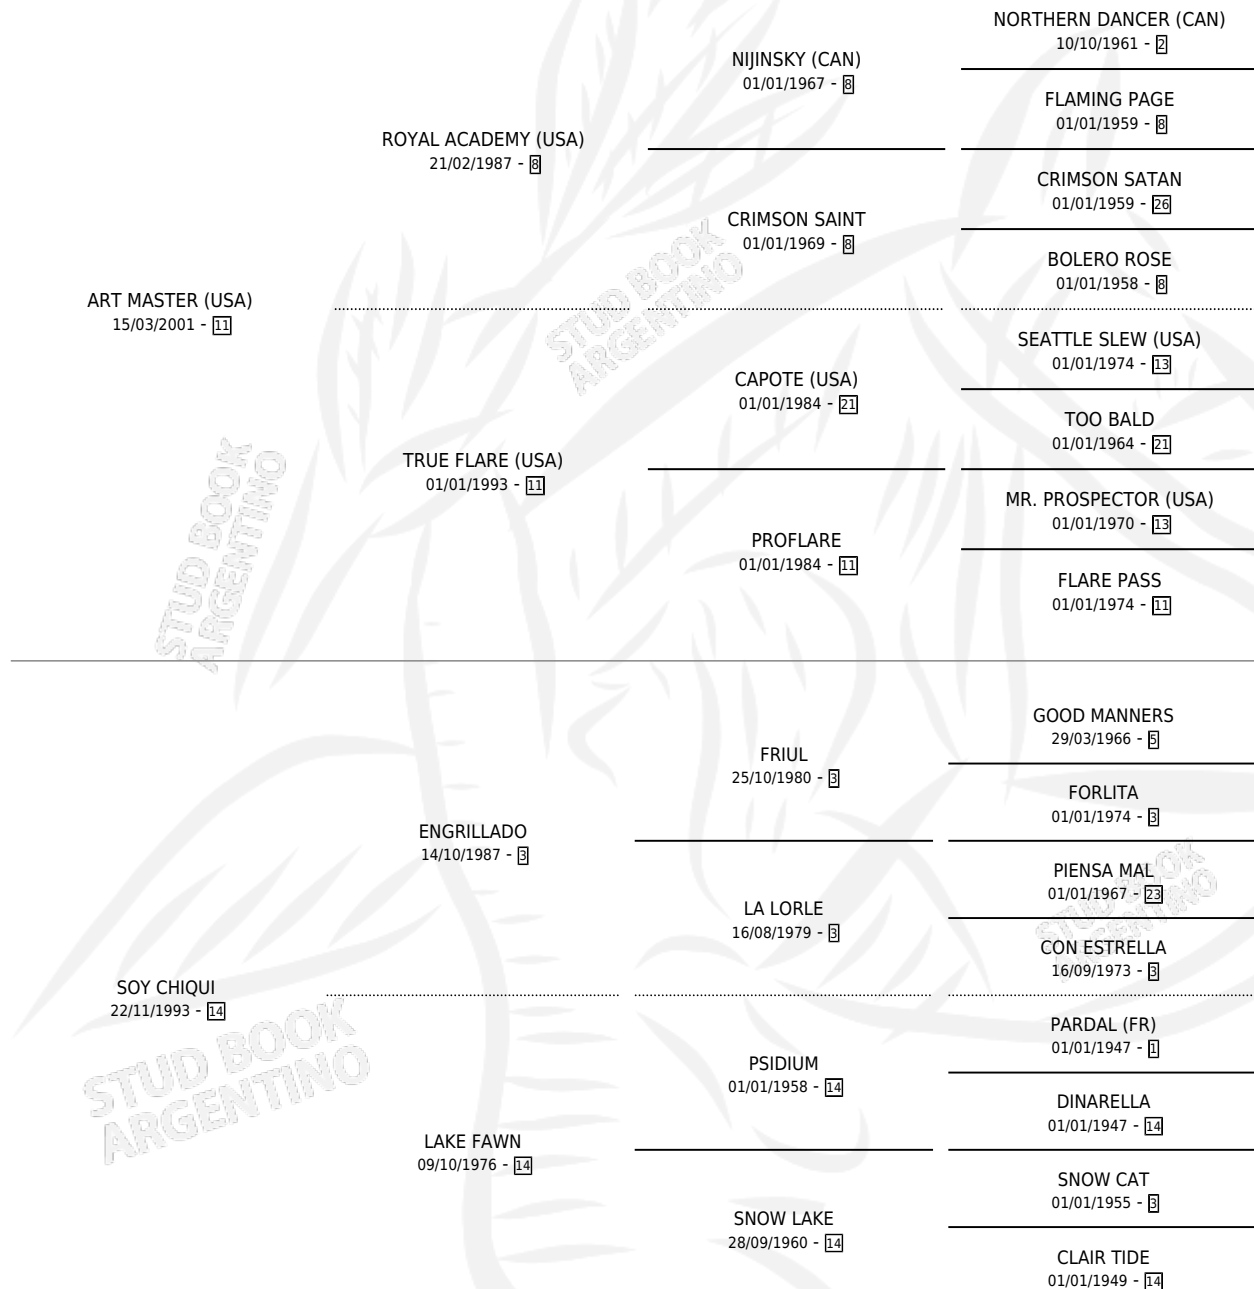 NORTHERN DANCER (CAN)
10/10/1961 - 2
NIJINSKY (CAN)
01/01/1967 - 8
FLAMING PAGE
01/01/1959 - 8
ROYAL ACADEMY (USA)
21/02/1987 - 8
CRIMSON SATAN
01/01/1959 - 26
CRIMSON SAINT
01/01/1969 - 8
BOLERO ROSE
01/01/1958 - 8
ART MASTER (USA)
15/03/2001 - 11
SEATTLE SLEW (USA)
01/01/1974 - 13
CAPOTE (USA)
01/01/1984 - 21
TOO BALD
01/01/1964 - 21
TRUE FLARE (USA)
01/01/1993 - 11
MR. PROSPECTOR (USA)
01/01/1970 - 13
PROFLARE
01/01/1984 - 11
FLARE PASS
01/01/1974 - 11
GOOD MANNERS
29/03/1966 - 5
FRIUL
25/10/1980 - 3
FORLITA
01/01/1974 - 3
ENGRILLADO
14/10/1987 - 3
PIENSA MAL
01/01/1967 - 23
LA LORLE
16/08/1979 - 3
CON ESTRELLA
16/09/1973 - 3
SOY CHIQUI
22/11/1993 - 14
PARDAL (FR)
01/01/1947 - 1
PSIDIUM
01/01/1958 - 14
DINARELLA
01/01/1947 - 14
LAKE FAWN
09/10/1976 - 14
SNOW CAT
01/01/1955 - 3
SNOW LAKE
28/09/1960 - 14
CLAIR TIDE
01/01/1949 - 14
STUD BOOK
ARGENTINO
STUD BOOK
ARGENTINO
STUD BOOK
ARGENTINO
STUD BOOK
ARGENTINO